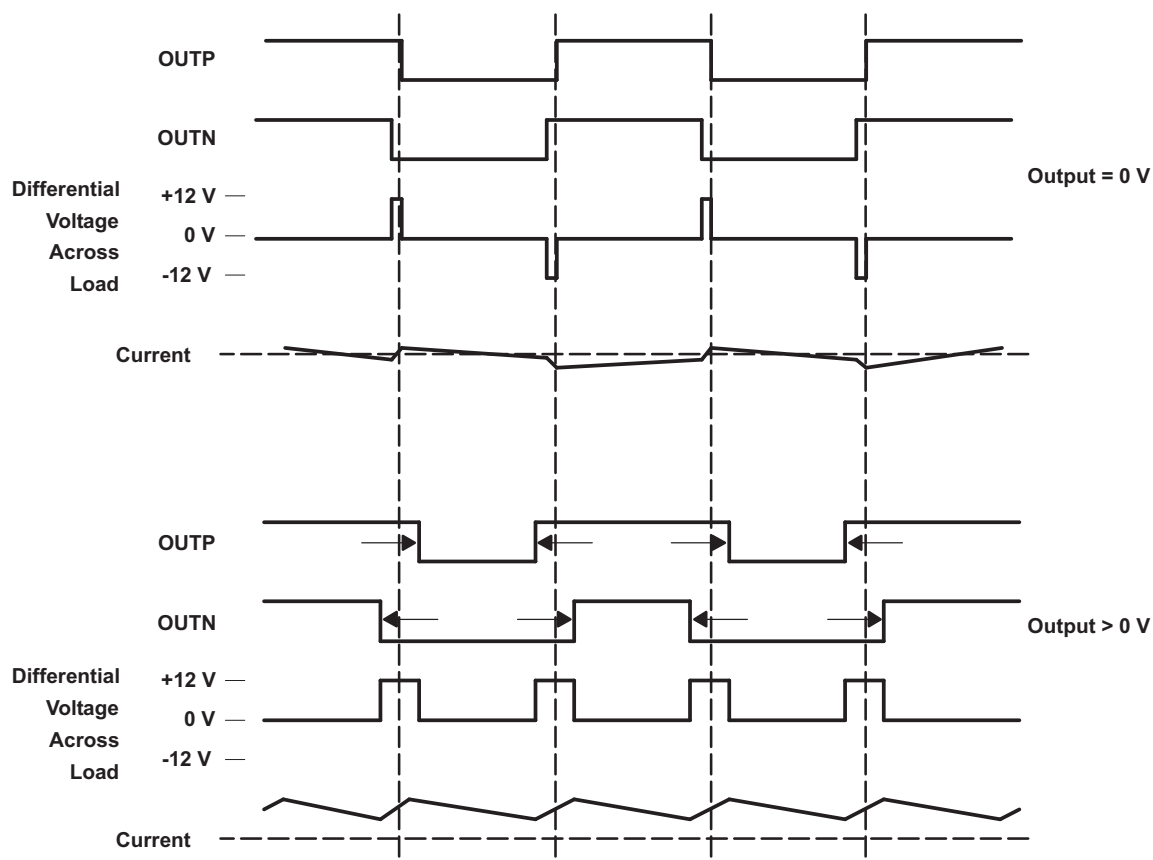 OUTP
OUTN
Output = 0 V
Differential
Voltage
Across
Load
+12 V
0 V
-12 V
Current
OUTP
OUTN
Output > 0 V
Differential
Voltage
Across
Load
+12 V
0 V
-12 V
Current